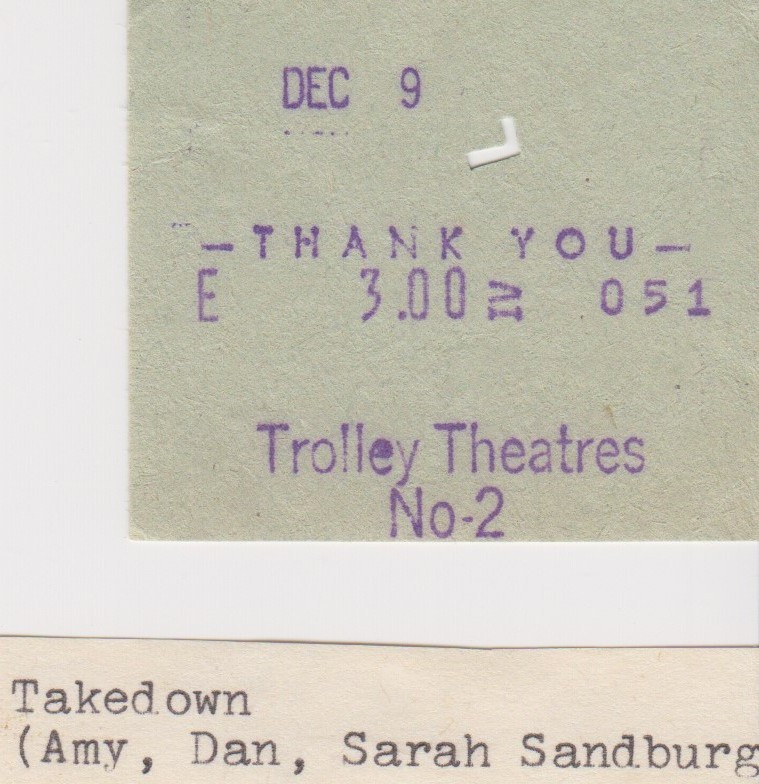 DEC 9
—THANK YOU—
E 3.00 ≧ 051
Trolley Theatres
No-2
Takedown
(Amy, Dan, Sarah Sandburg